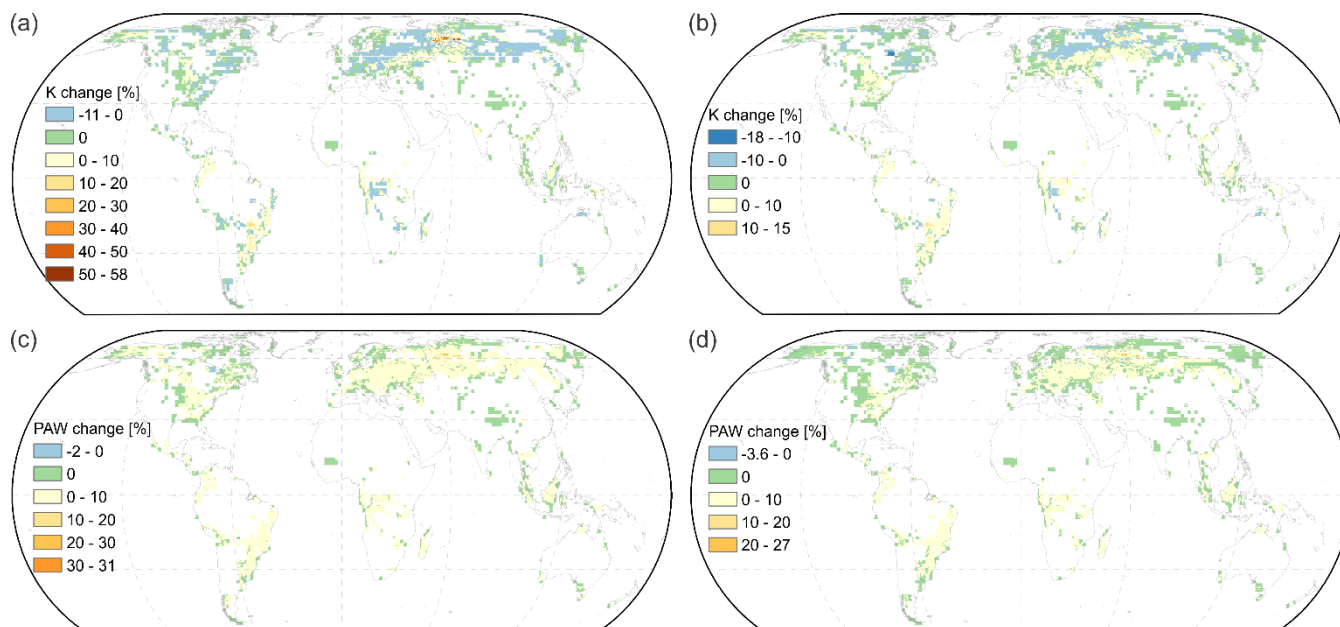 (a)
K change [%]
-11 - 0
0
0 - 10
10 - 20
20 - 30
30 - 40
40 - 50
50 - 58
(b)
K change [%]
-18 - -10
-10 - 0
0
0 - 10
10 - 15
(c)
PAW change [%]
-2 - 0
0
0 - 10
10 - 20
20 - 30
30 - 31
(d)
PAW change [%]
-3.6 - 0
0
0 - 10
10 - 20
20 - 27